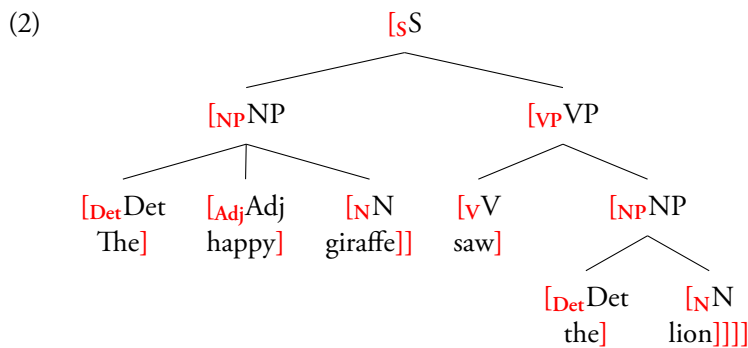 (2) [SS
[NPNP [VPVP
[DetDet [AdjAdj [NN [VV [NPNP
The] happy] giraffe]] saw]
[DetDet [NN
the] lion]]]]